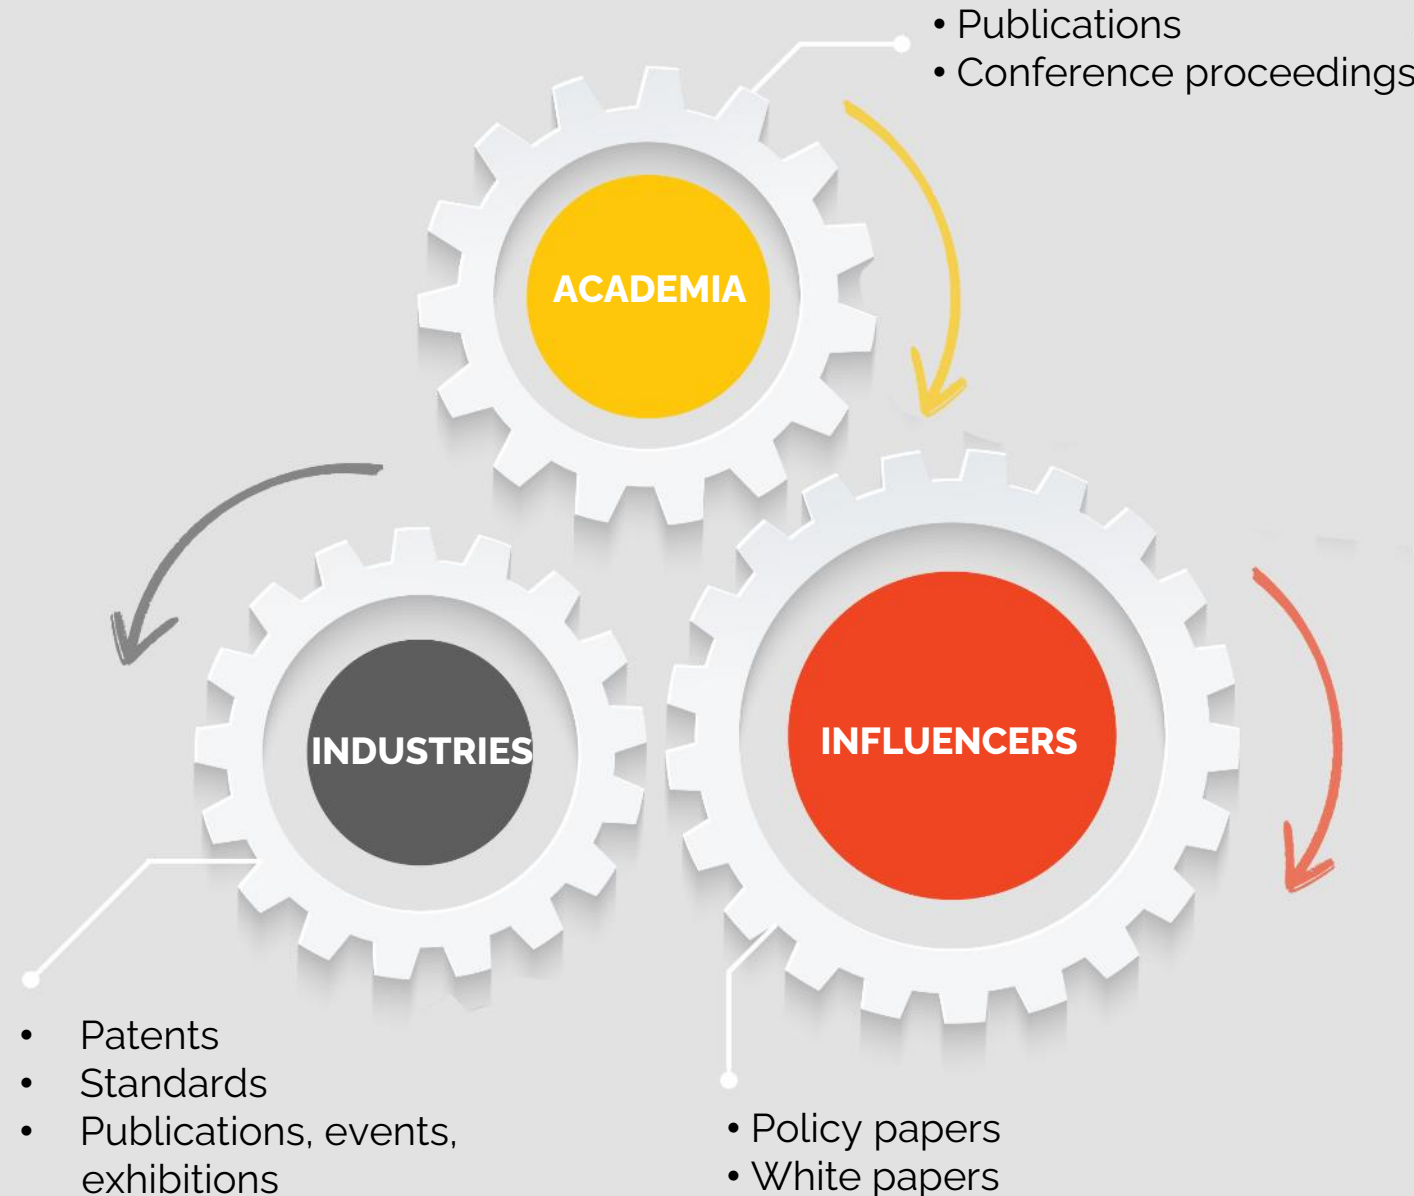 • Publications
• Conference proceedings
ACADEMIA
INDUSTRIES
INFLUENCERS
• Patents
• Standards
• Publications, events,
exhibitions
• Policy papers
• White papers